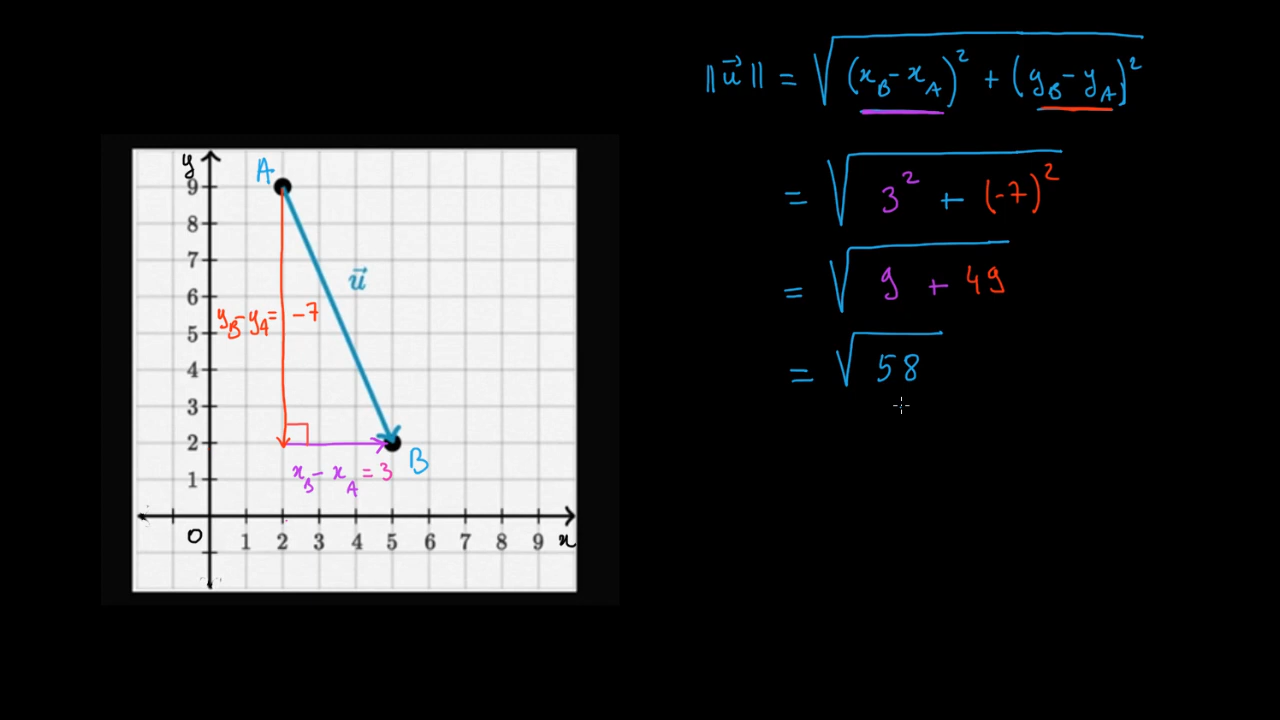 ‖u⃗‖ = √((x_B − x_A)² + (y_B − y_A)²)
= √(3² + (-7)²)
= √(9 + 49)
= √58
y
A
9
8
7
6
u⃗
y_B − y_A = −7
5
4
3
2
B
x_B − x_A = 3
1
O 1 2 3 4 5 6 7 8 9 x